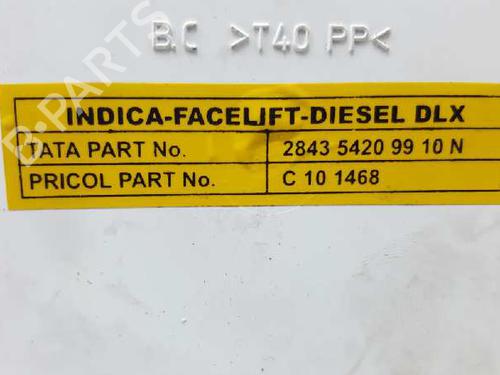 B.C >T40 PP<
INDICA-FACELIFT-DIESEL DLX
TATA PART No. 2843 5420 99 10 N
PRICOL PART No. C 10 1468
B-PARTS